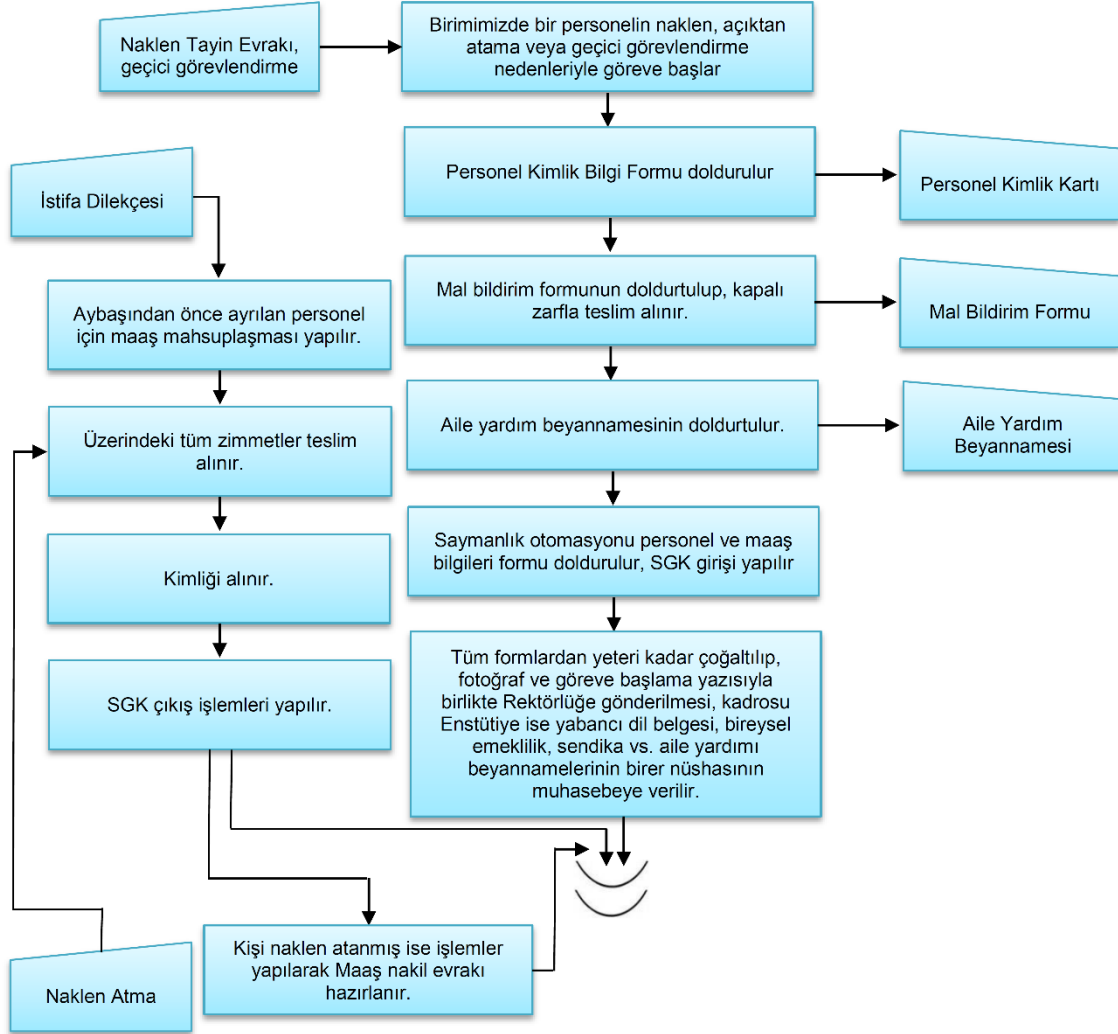 Naklen Tayin Evrakı,
geçici görevlendirme
Birimimizde bir personelin naklen, açıktan
atama veya geçici görevlendirme
nedenleriyle göreve başlar
Personel Kimlik Bilgi Formu doldurulur
Personel Kimlik Kartı
İstifa Dilekçesi
Mal bildirim formunun doldurtulup, kapalı
zarfla teslim alınır.
Mal Bildirim Formu
Aybaşından önce ayrılan personel
için maaş mahsuplaşması yapılır.
Aile yardım beyannamesinin doldurtulur.
Aile Yardım
Beyannamesi
Üzerindeki tüm zimmetler teslim
alınır.
Saymanlık otomasyonu personel ve maaş
bilgileri formu doldurulur, SGK girişi yapılır
Kimliği alınır.
Tüm formlardan yeteri kadar çoğaltılıp,
fotoğraf ve göreve başlama yazısıyla
birlikte Rektörlüğe gönderilmesi, kadrosu
Enstütiye ise yabancı dil belgesi, bireysel
emeklilik, sendika vs. aile yardımı
beyannamelerinin birer nüshasının
muhasebeye verilir.
SGK çıkış işlemleri yapılır.
Kişi naklen atanmış ise işlemler
yapılarak Maaş nakil evrakı
hazırlanır.
Naklen Atma